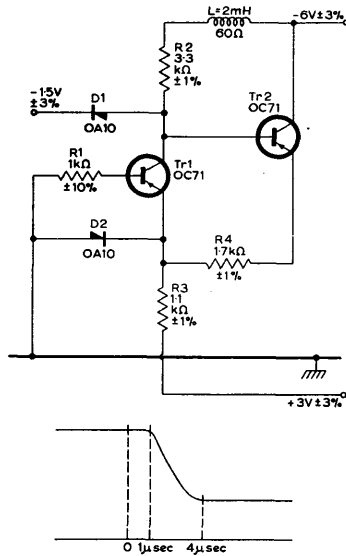 L=2mH
60Ω
-6V±3%
R2
3·3
kΩ
±1%
Tr2
OC71
-1·5V
±3%
D1
OA10
R1
1kΩ
±10%
Tr1
OC71
D2
OA10
R4
1·7kΩ
±1%
R3
1·1
kΩ
±1%
+3V±3%
0 1μsec 4μsec